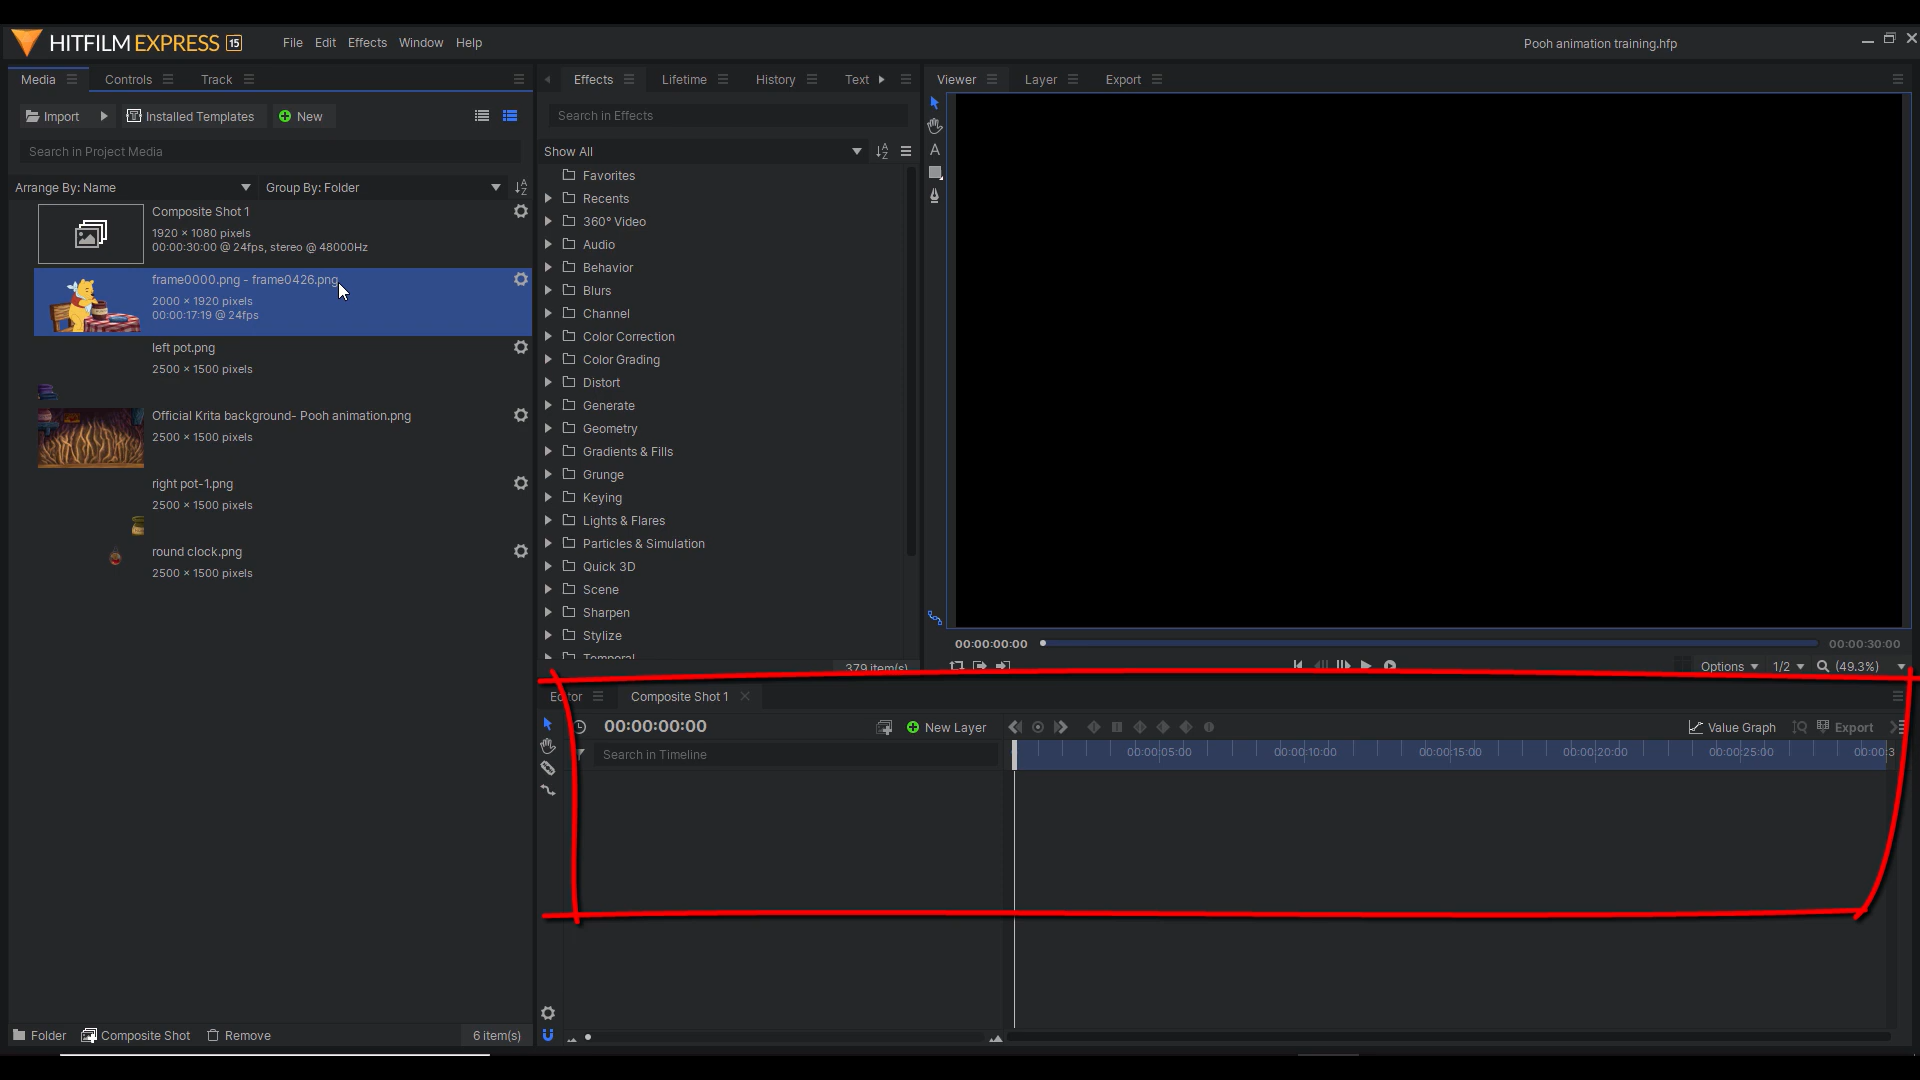 HITFILM EXPRESS 15
File Edit Effects Window Help
Pooh animation training.hfp
Media Controls Track
Import Installed Templates New
Search in Project Media
Arrange By: Name Group By: Folder
Composite Shot 1
1920 × 1080 pixels
00:00:30:00 @ 24fps, stereo @ 48000Hz
frame0000.png - frame0426.png
2000 × 1920 pixels
00:00:17:19 @ 24fps
left pot.png
2500 × 1500 pixels
Official Krita background- Pooh animation.png
2500 × 1500 pixels
right pot-1.png
2500 × 1500 pixels
round clock.png
2500 × 1500 pixels
Folder Composite Shot Remove 6 item(s)
Effects Lifetime History Text
Search in Effects
Show All
Favorites
Recents
360° Video
Audio
Behavior
Blurs
Channel
Color Correction
Color Grading
Distort
Generate
Geometry
Gradients & Fills
Grunge
Keying
Lights & Flares
Particles & Simulation
Quick 3D
Scene
Sharpen
Stylize
Temporal
379 item(s)
Viewer Layer Export
A
00:00:00:00 00:00:30:00
Options 1/2 (49.3%)
Editor Composite Shot 1
00:00:00:00 New Layer Value Graph Export
Search in Timeline
00:00:05:00 00:00:10:00 00:00:15:00 00:00:20:00 00:00:25:00 00:00:3